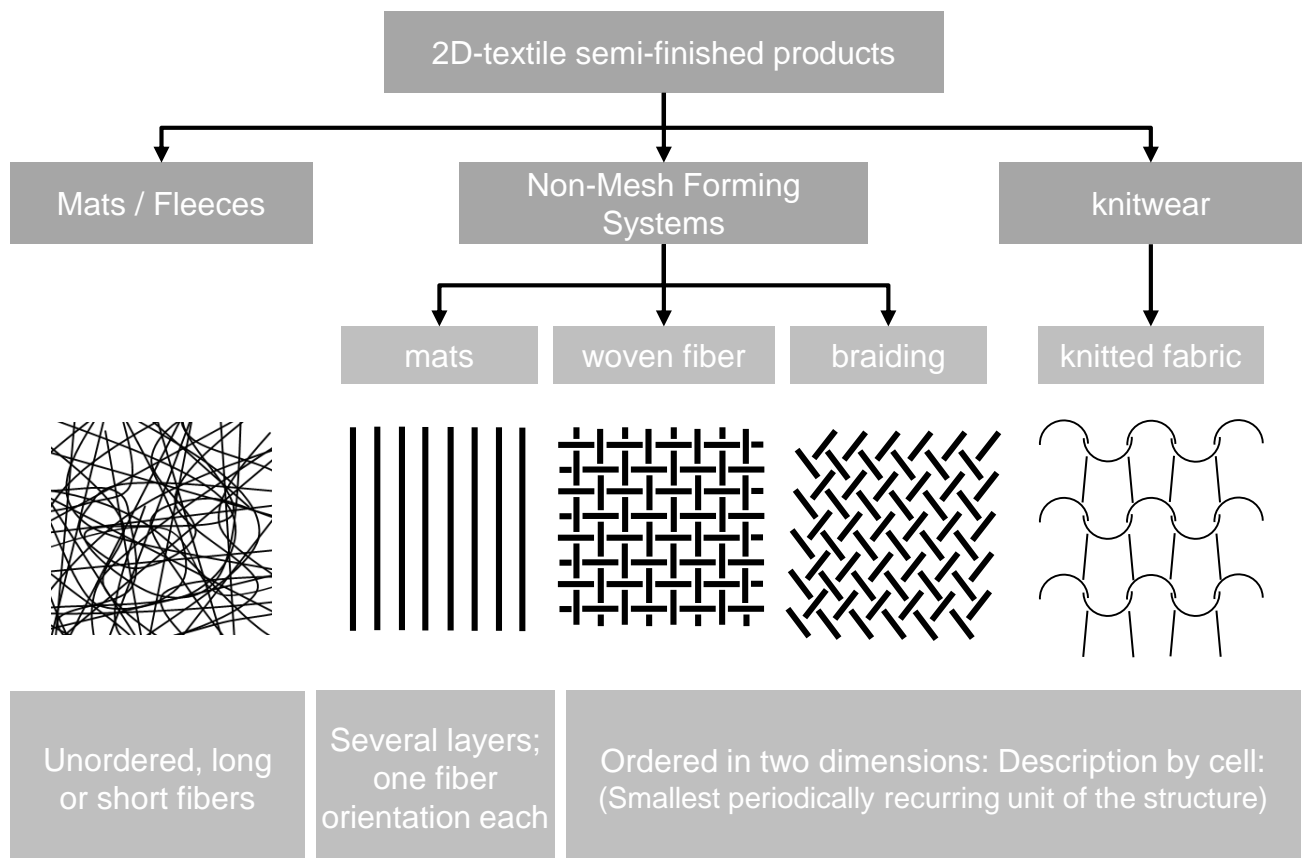 2D-textile semi-finished products
Mats / Fleeces
Non-Mesh Forming
Systems
knitwear
mats
woven fiber
braiding
knitted fabric
Unordered, long
or short fibers
Several layers;
one fiber
orientation each
Ordered in two dimensions: Description by cell:
(Smallest periodically recurring unit of the structure)